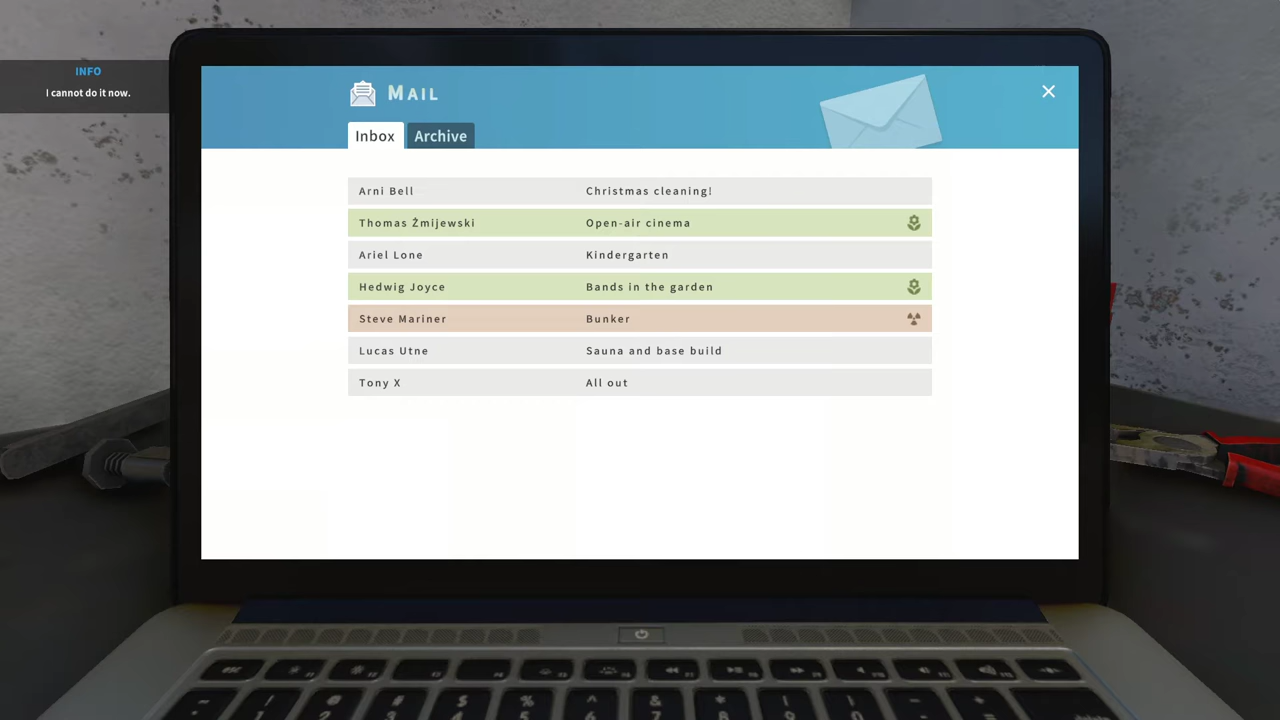 INFO
I cannot do it now.
MAIL
Inbox Archive
Arni Bell Christmas cleaning!
Thomas Żmijewski Open-air cinema
Ariel Lone Kindergarten
Hedwig Joyce Bands in the garden
Steve Mariner Bunker
Lucas Utne Sauna and base build
Tony X All out